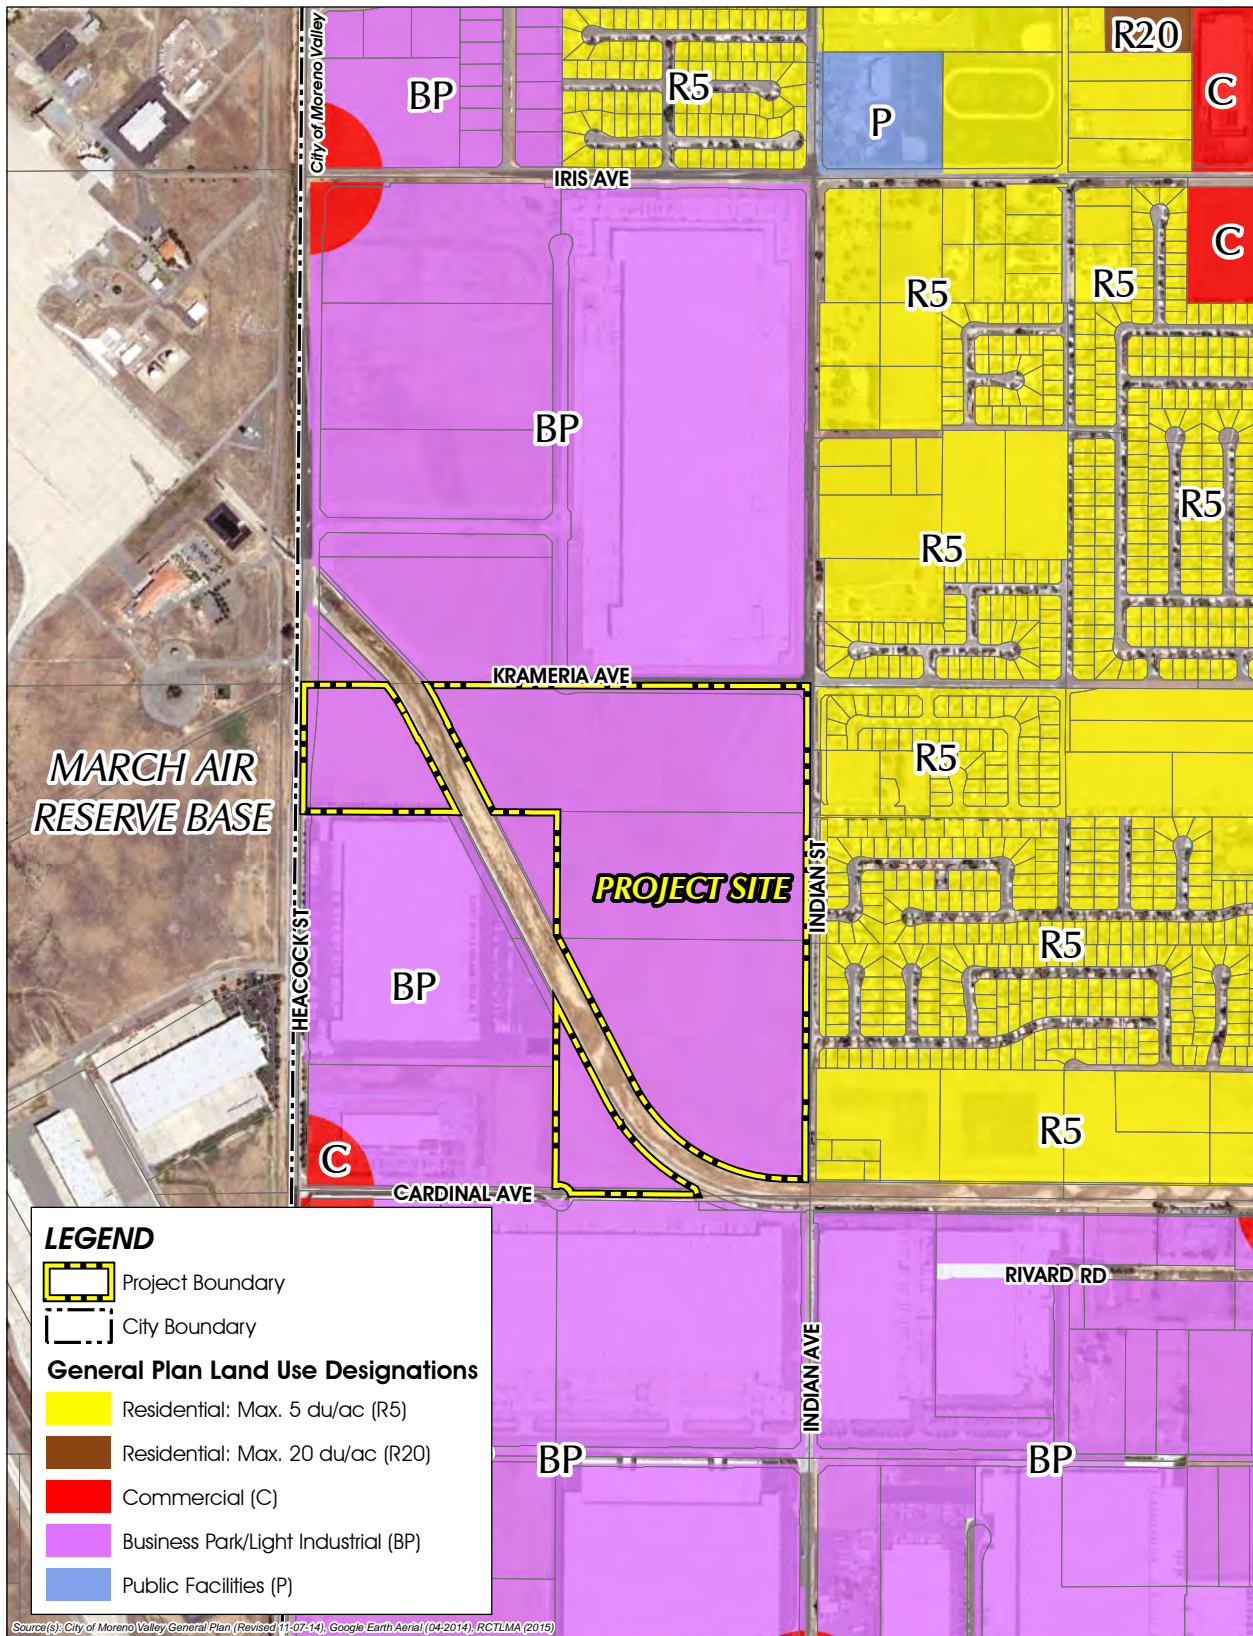 City of Moreno Valley
BP
R5
P
R20
C
IRIS AVE
C
R5
R5
BP
R5
R5
KRAMERIA AVE
MARCH AIR
RESERVE BASE
R5
PROJECT SITE
INDIAN ST
HEACOCK ST
BP
R5
R5
C
CARDINAL AVE
RIVARD RD
INDIAN AVE
BP
BP
LEGEND
Project Boundary
City Boundary
General Plan Land Use Designations
Residential: Max. 5 du/ac (R5)
Residential: Max. 20 du/ac (R20)
Commercial (C)
Business Park/Light Industrial (BP)
Public Facilities (P)
Source(s): City of Moreno Valley General Plan (Revised 11-07-14), Google Earth Aerial (04-2014), RCTLMA (2015)